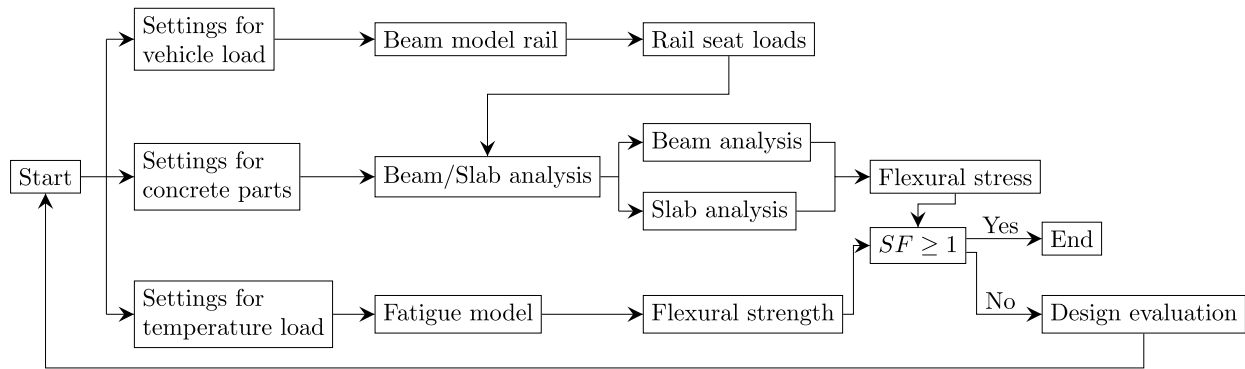 Settings for
vehicle load
Beam model rail
Rail seat loads
Start
Settings for
concrete parts
Beam/Slab analysis
Beam analysis
Slab analysis
Flexural stress
SF ≥ 1
Yes
End
No
Settings for
temperature load
Fatigue model
Flexural strength
Design evaluation